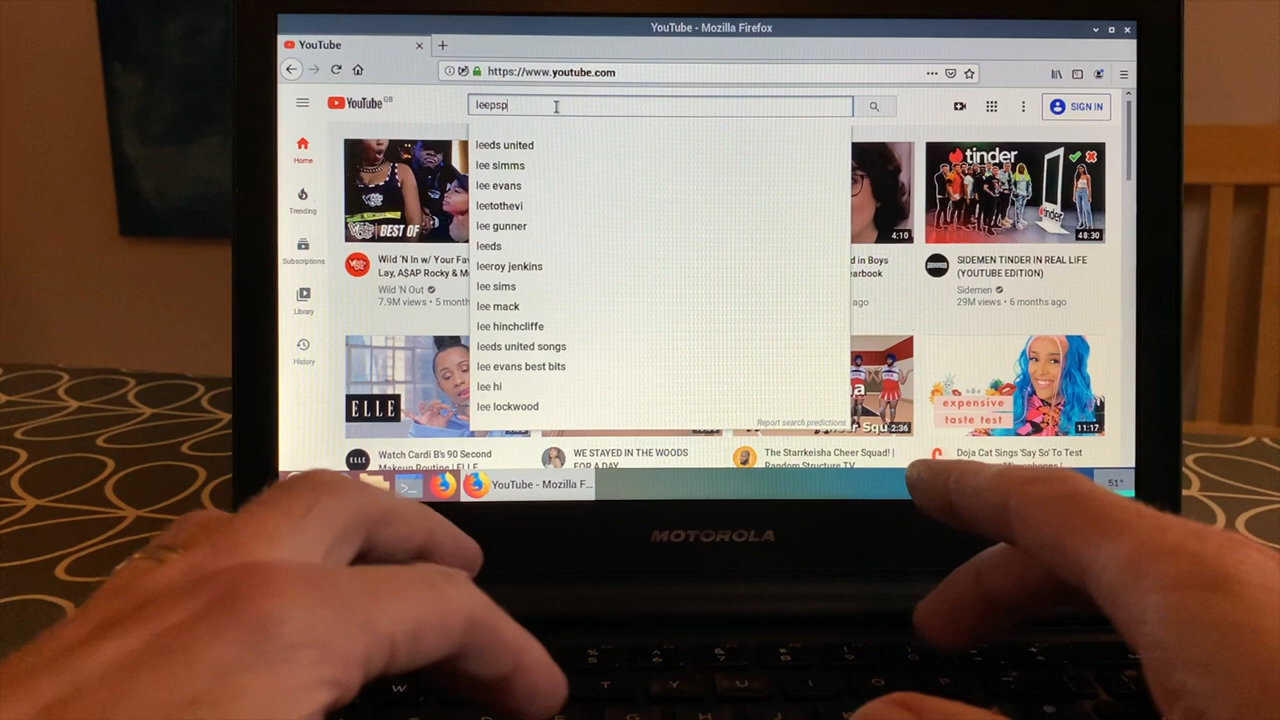 YouTube - Mozilla Firefox
YouTube
https://www.youtube.com
YouTube GB
leepsp
SIGN IN
leeds united
lee simms
lee evans
leetothevi
lee gunner
leeds
leeroy jenkins
lee sims
lee mack
lee hinchcliffe
leeds united songs
lee evans best bits
lee hi
lee lockwood
Report search predictions
Home
Trending
Subscriptions
Library
History
BEST OF
4:10
tinder
48:30
Wild 'N In w/ Your Fav
Lay, A$AP Rocky & M
Wild 'N Out
7.9M views • 5 month
d in Boys
earbook
ago
SIDEMEN TINDER IN REAL LIFE
(YOUTUBE EDITION)
Sidemen
29M views • 6 months ago
ELLE
2:36
expensive
taste test
11:17
Watch Cardi B's 90 Second
Makeup Routine | ELLE
WE STAYED IN THE WOODS
FOR A DAY
The Starrkeisha Cheer Squad! |
Random Structure TV
Doja Cat Sings 'Say So' To Test
Microphones |
YouTube - Mozilla F...
51°
MOTOROLA
W
T
Y
U
I
O